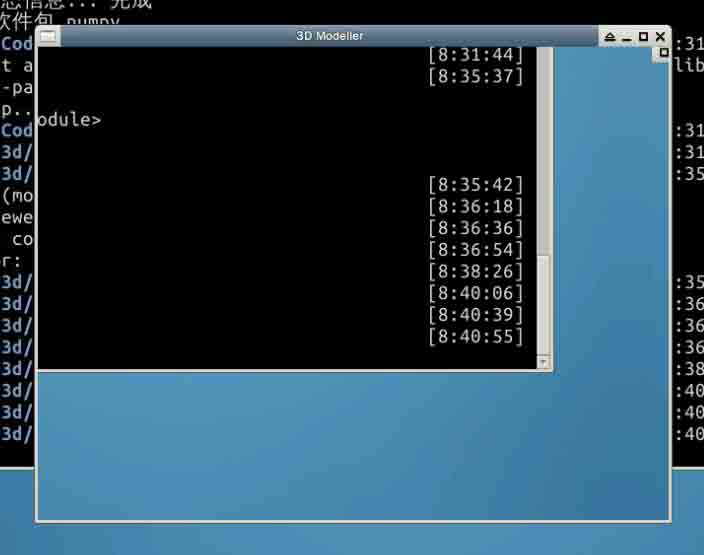 态信息... 完成
软件包 numpy
3D Modeller
Cod
[8:31:44]
:31
t a
[8:35:37]
lib
-pa
p..
odule>
Cod
:31
3d/
:31
3d/
[8:35:42]
:35
(mo
[8:36:18]
ewe
[8:36:36]
co
[8:36:54]
r:
[8:38:26]
3d/
[8:40:06]
:35
3d/
[8:40:39]
:36
3d/
[8:40:55]
:36
3d/
:36
3d/
:38
3d/
:40
3d/
:40
3d/
:40